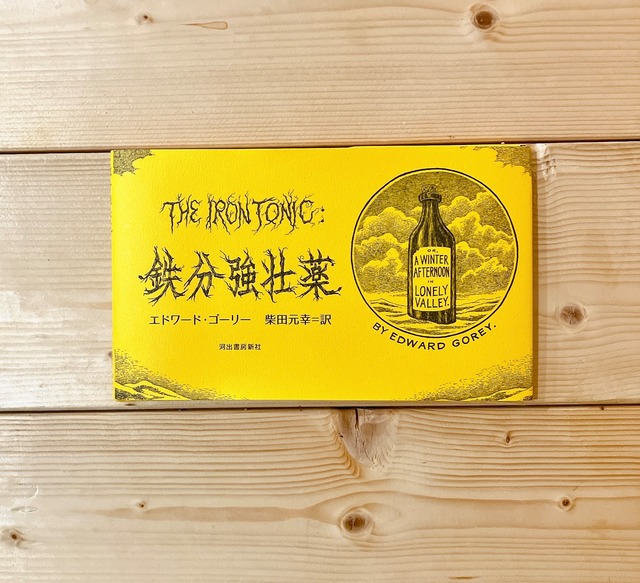 THE IRON TONIC:
鉄分強壮薬
エドワード・ゴーリー 柴田元幸=訳
河出書房新社
OR,
A WINTER
AFTERNOON
IN
LONELY
VALLEY.
BY EDWARD GOREY.